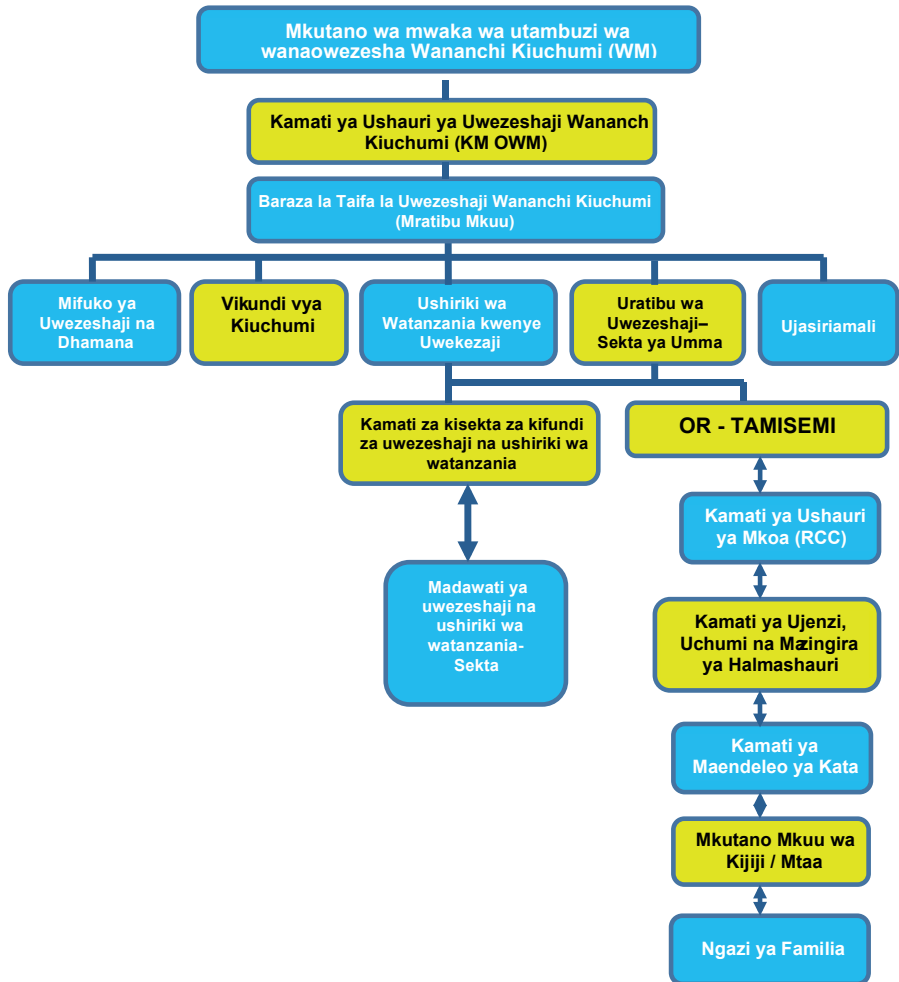 Mkutano wa mwaka wa utambuzi wa
wanaowezesha Wananchi Kiuchumi (WM)
Kamati ya Ushauri ya Uwezeshaji Wananch
Kiuchumi (KM OWM)
Baraza la Taifa la Uwezeshaji Wananchi Kiuchumi
(Mratibu Mkuu)
Mifuko ya
Uwezeshaji na
Dhamana
Vikundi vya
Kiuchumi
Ushiriki wa
Watanzania kwenye
Uwekezaji
Uratibu wa
Uwezeshaji–
Sekta ya Umma
Ujasiriamali
Kamati za kisekta za kifundi
za uwezeshaji na ushiriki wa
watanzania
OR - TAMISEMI
Madawati ya
uwezeshaji na
ushiriki wa
watanzania-
Sekta
Kamati ya Ushauri
ya Mkoa (RCC)
Kamati ya Ujenzi,
Uchumi na Mazingira
ya Halmashauri
Kamati ya
Maendeleo ya Kata
Mkutano Mkuu wa
Kijiji / Mtaa
Ngazi ya Familia